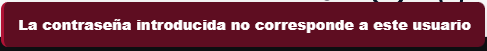 La contraseña introducida no corresponde a este usuario